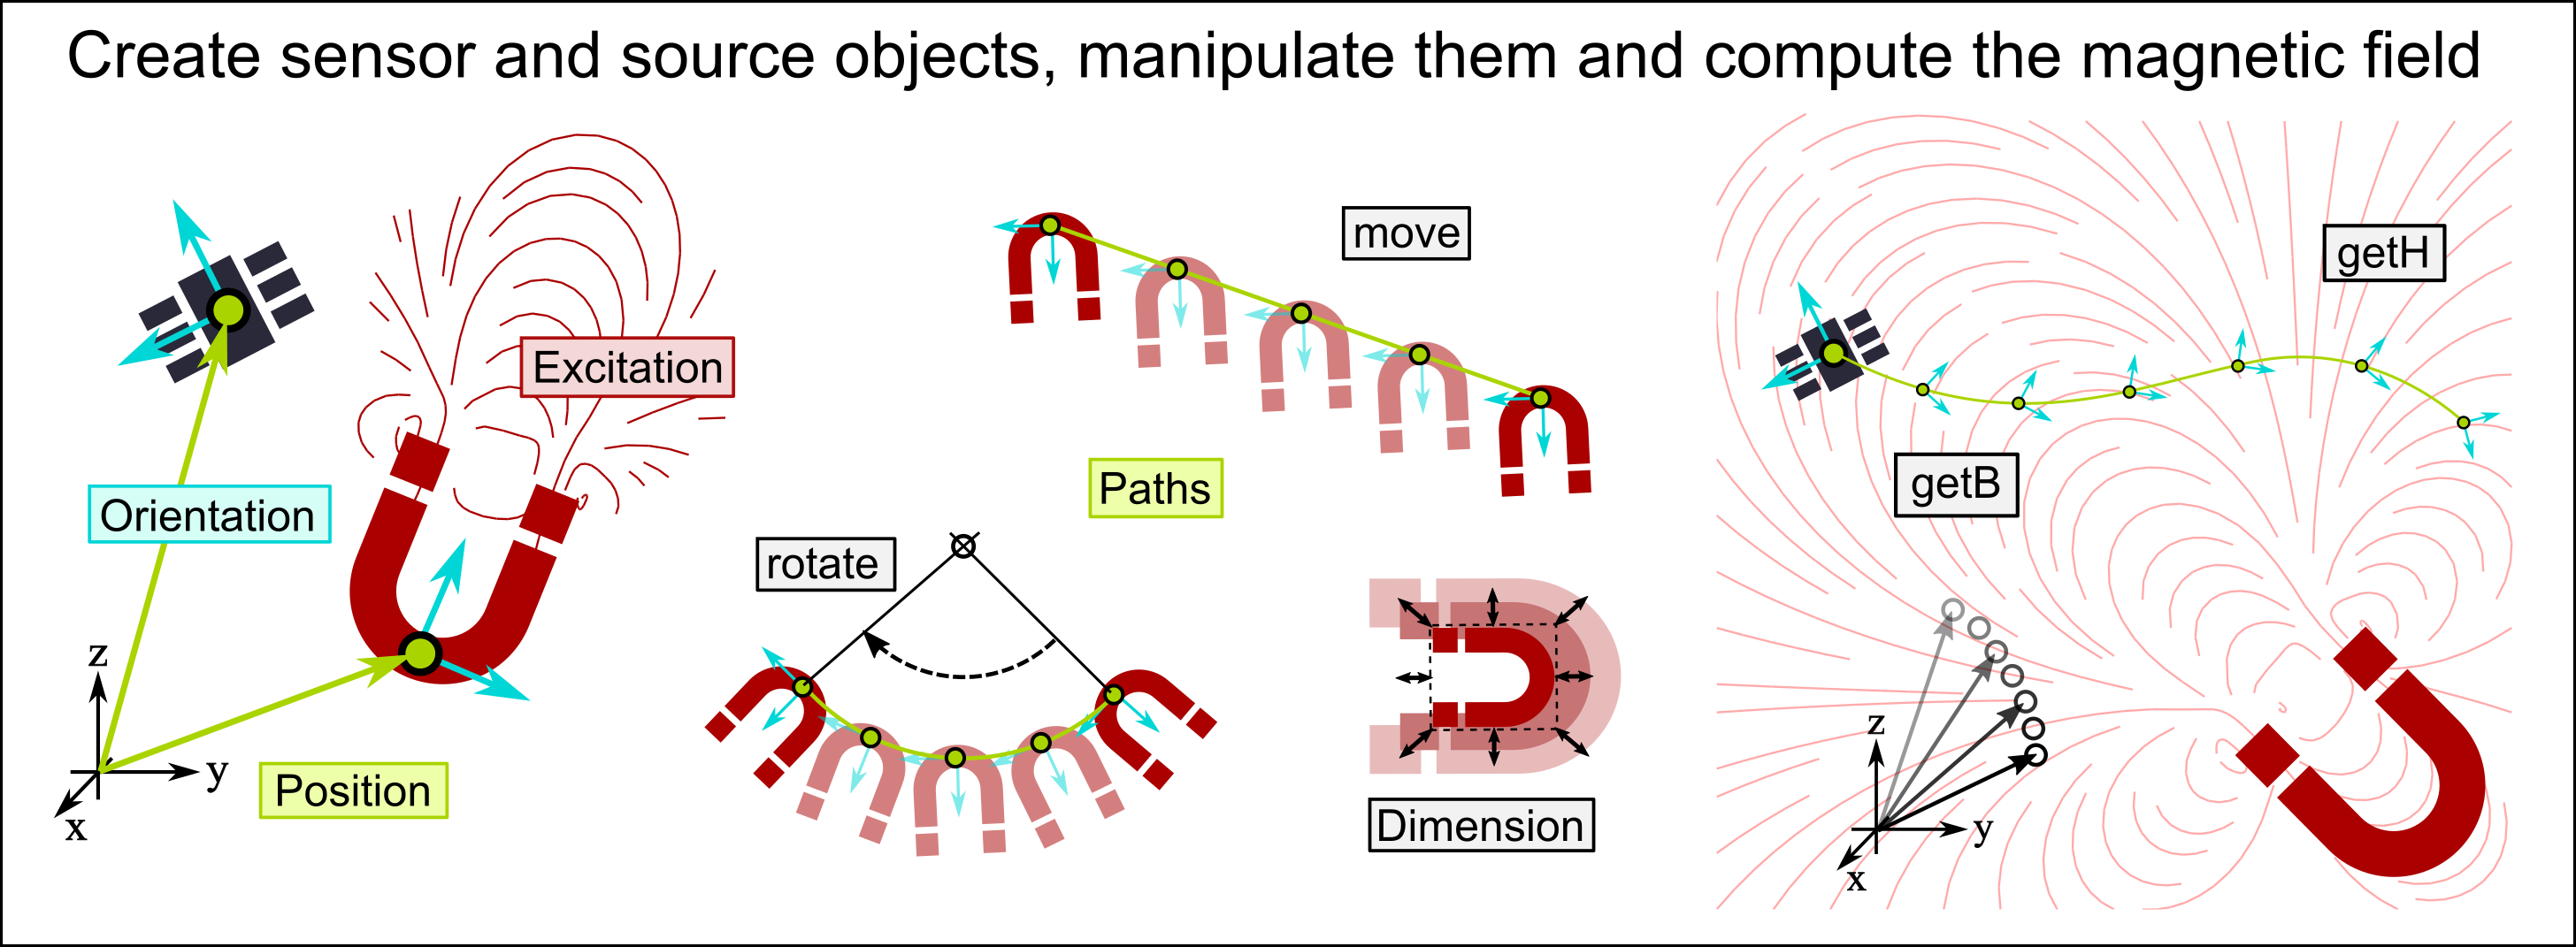 Create sensor and source objects, manipulate them and compute the magnetic field
Excitation
Orientation
Position
z
y
x
move
Paths
rotate
Dimension
getH
getB
z
y
x